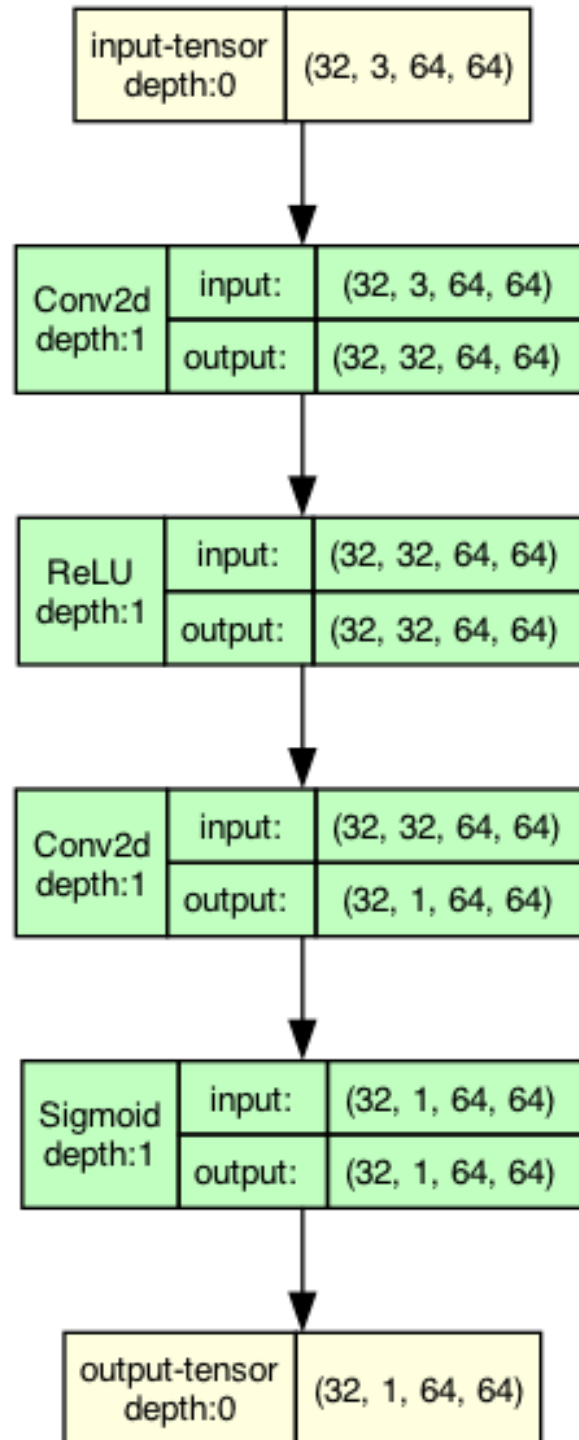 input-tensor
depth:0
(32, 3, 64, 64)
Conv2d
depth:1
input:
(32, 3, 64, 64)
output:
(32, 32, 64, 64)
ReLU
depth:1
input:
(32, 32, 64, 64)
output:
(32, 32, 64, 64)
Conv2d
depth:1
input:
(32, 32, 64, 64)
output:
(32, 1, 64, 64)
Sigmoid
depth:1
input:
(32, 1, 64, 64)
output:
(32, 1, 64, 64)
output-tensor
depth:0
(32, 1, 64, 64)